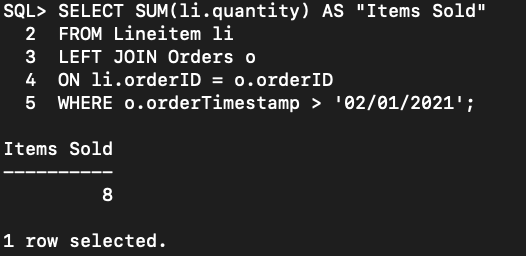 SQL> SELECT SUM(li.quantity) AS "Items Sold"
  2  FROM Lineitem li
  3  LEFT JOIN Orders o
  4  ON li.orderID = o.orderID
  5  WHERE o.orderTimestamp > '02/01/2021';

Items Sold
----------
         8

1 row selected.